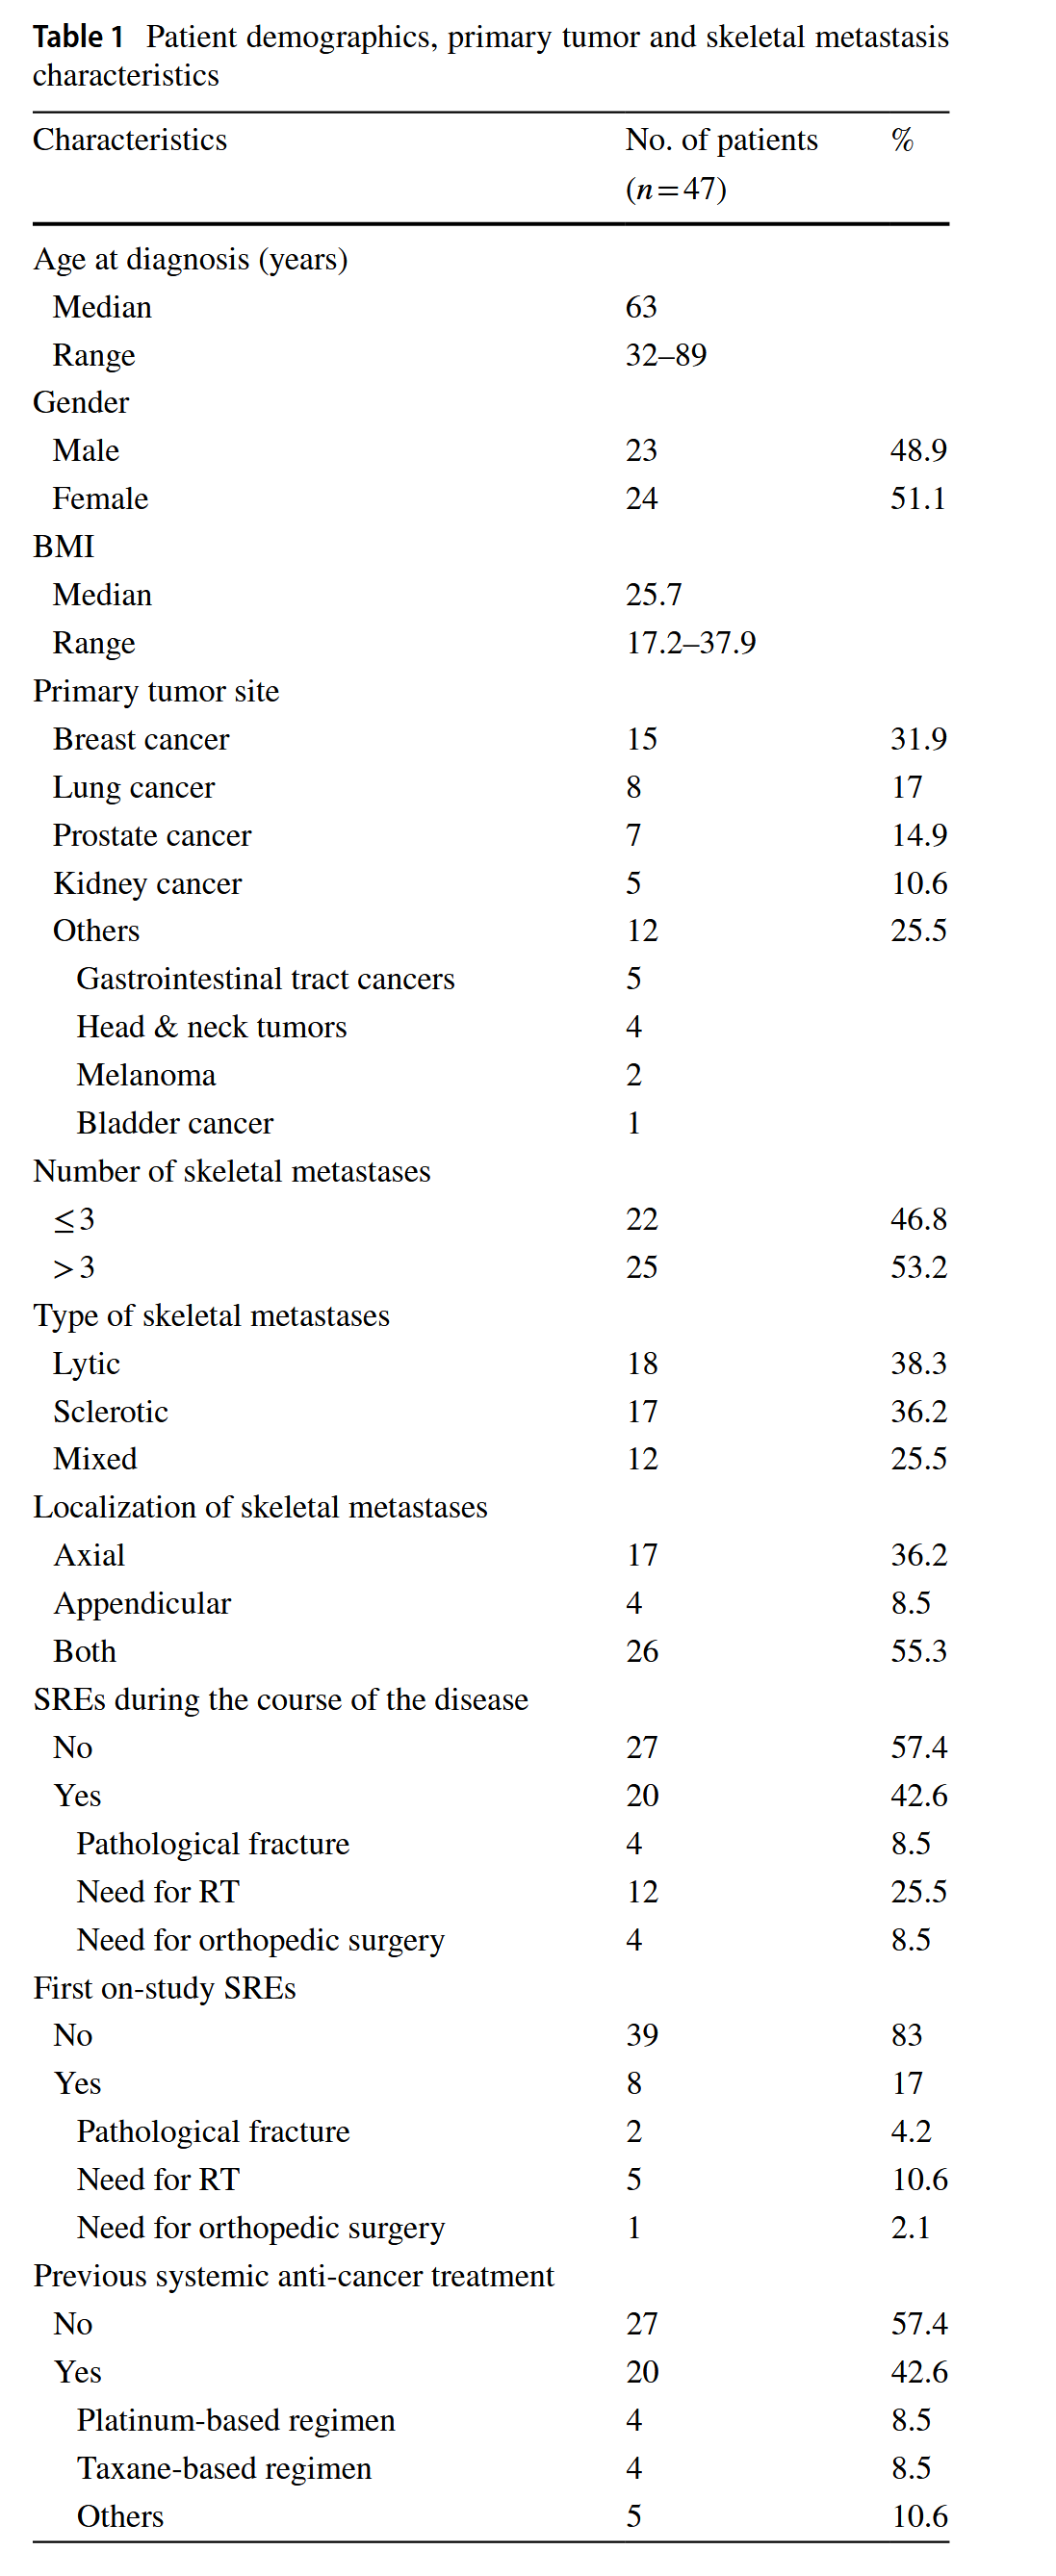 Table 1 Patient demographics, primary tumor and skeletal metastasis
characteristics
Characteristics No. of patients %
(n=47)
Age at diagnosis (years)
Median 63
Range 32–89
Gender
Male 23 48.9
Female 24 51.1
BMI
Median 25.7
Range 17.2–37.9
Primary tumor site
Breast cancer 15 31.9
Lung cancer 8 17
Prostate cancer 7 14.9
Kidney cancer 5 10.6
Others 12 25.5
Gastrointestinal tract cancers 5
Head & neck tumors 4
Melanoma 2
Bladder cancer 1
Number of skeletal metastases
≤3 22 46.8
>3 25 53.2
Type of skeletal metastases
Lytic 18 38.3
Sclerotic 17 36.2
Mixed 12 25.5
Localization of skeletal metastases
Axial 17 36.2
Appendicular 4 8.5
Both 26 55.3
SREs during the course of the disease
No 27 57.4
Yes 20 42.6
Pathological fracture 4 8.5
Need for RT 12 25.5
Need for orthopedic surgery 4 8.5
First on-study SREs
No 39 83
Yes 8 17
Pathological fracture 2 4.2
Need for RT 5 10.6
Need for orthopedic surgery 1 2.1
Previous systemic anti-cancer treatment
No 27 57.4
Yes 20 42.6
Platinum-based regimen 4 8.5
Taxane-based regimen 4 8.5
Others 5 10.6